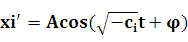 xi′ = Acos(√−cᵢt + φ)